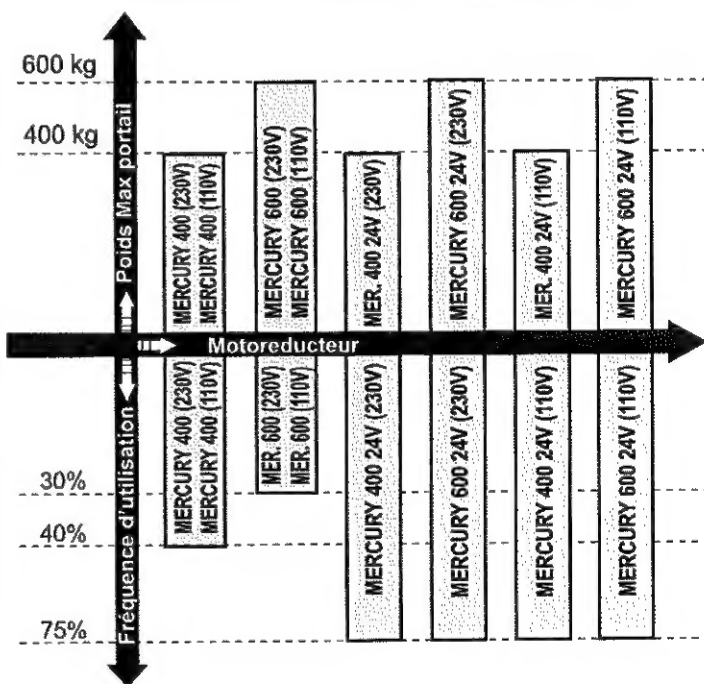 600 kg
400 kg
Poids Max portail
MERCURY 400 (230V)
MERCURY 400 (110V)
MERCURY 600 (230V)
MERCURY 600 (110V)
MER. 400 24V (230V)
MERCURY 600 24V (230V)
MER. 400 24V (110V)
MERCURY 600 24V (110V)
Motoreducteur
Fréquence d'utilisation
MERCURY 400 (230V)
MERCURY 400 (110V)
MER. 600 (230V)
MER. 600 (110V)
MERCURY 400 24V (230V)
MERCURY 600 24V (230V)
MERCURY 400 24V (110V)
MERCURY 600 24V (110V)
30%
40%
75%